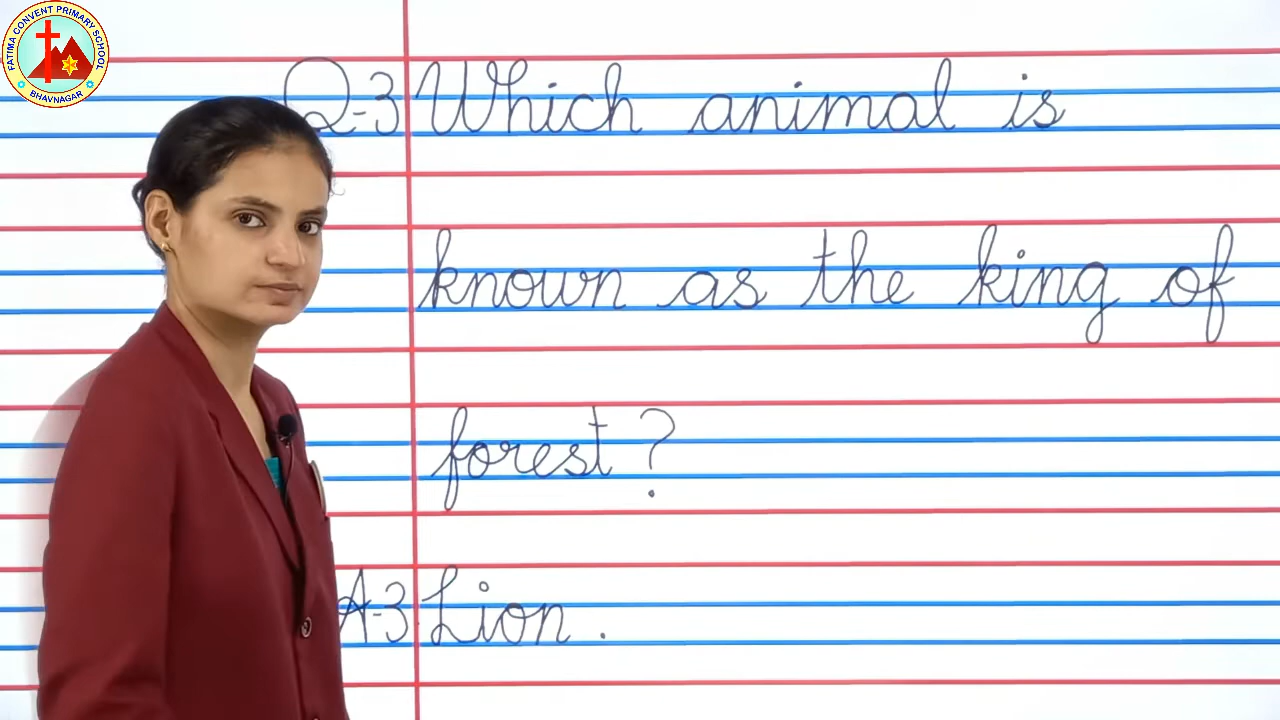 FATIMA CONVENT PRIMARY SCHOOL
BHAVNAGAR
Q-3 Which animal is
known as the king of
forest ?
A-3 Lion .